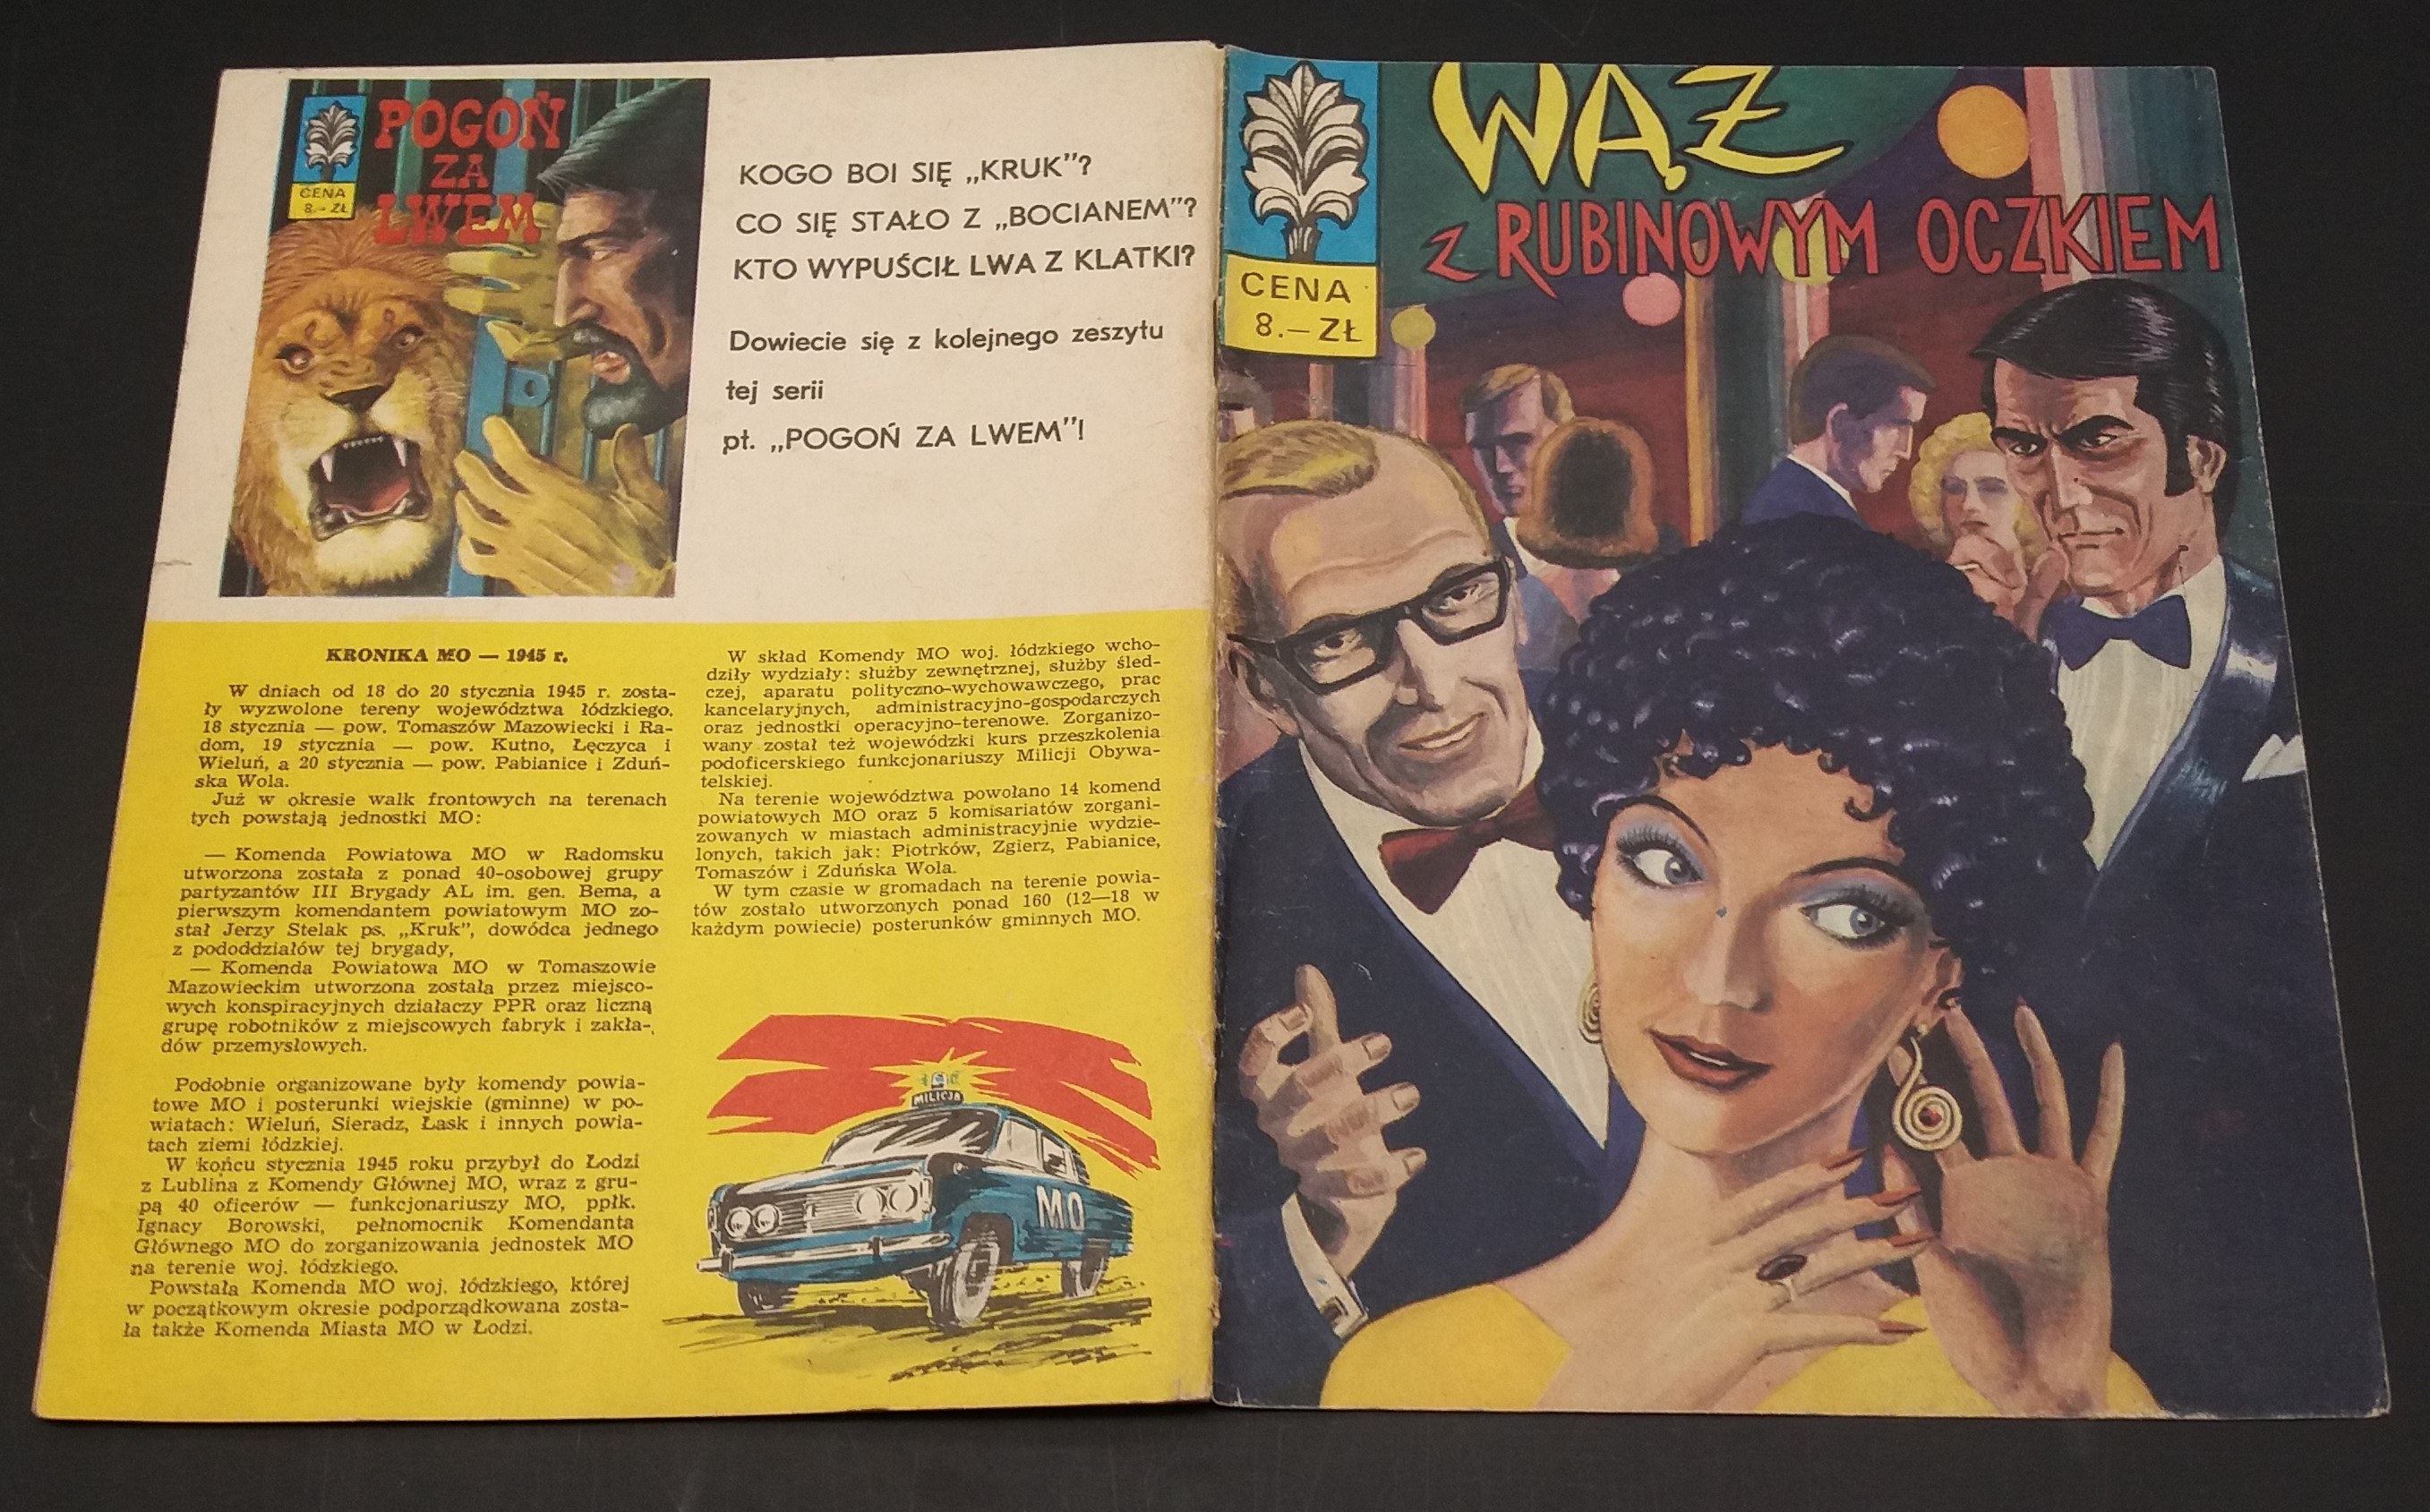 POGOŃ
ZA
LWEM
CENA
8.- ZŁ
KOGO BOI SIĘ „KRUK”?
CO SIĘ STAŁO Z „BOCIANEM”?
KTO WYPUŚCIŁ LWA Z KLATKI?
Dowiecie się z kolejnego zeszytu
tej serii
pt. „POGOŃ ZA LWEM”!
KRONIKA MO — 1945 r.
W dniach od 18 do 20 stycznia 1945 r. zosta-
ły wyzwolone tereny województwa łódzkiego.
18 stycznia — pow. Tomaszów Mazowiecki i Ra-
dom, 19 stycznia — pow. Kutno, Łęczyca i
Wieluń, a 20 stycznia — pow. Pabianice i Zduń-
ska Wola.
Już w okresie walk frontowych na terenach
tych powstają jednostki MO:
— Komenda Powiatowa MO w Radomsku
utworzona została z ponad 40-osobowej grupy
partyzantów III Brygady AL im. gen. Bema, a
pierwszym komendantem powiatowym MO zo-
stał Jerzy Stelak ps. „Kruk”, dowódca jednego
z pododdziałów tej brygady,
— Komenda Powiatowa MO w Tomaszowie
Mazowieckim utworzona została przez miejsco-
wych konspiracyjnych działaczy PPR oraz liczną
grupę robotników z miejscowych fabryk i zakła-
dów przemysłowych.
Podobnie organizowane były komendy powia-
towe MO i posterunki wiejskie (gminne) w po-
wiatach: Wieluń, Sieradz, Łask i innych powia-
tach ziemi łódzkiej.
W końcu stycznia 1945 roku przybył do Łodzi
z Lublina z Komendy Głównej MO, wraz z gru-
pą 40 oficerów — funkcjonariuszy MO, ppłk.
Ignacy Borowski, pełnomocnik Komendanta
Głównego MO do zorganizowania jednostek MO
na terenie woj. łódzkiego.
Powstała Komenda MO woj. łódzkiego, której
w początkowym okresie podporządkowana zosta-
ła także Komenda Miasta MO w Łodzi.
W skład Komendy MO woj. łódzkiego wcho-
dziły wydziały: służby zewnętrznej, służby śled-
czej, aparatu polityczno-wychowawczego, prac
kancelaryjnych, administracyjno-gospodarczych
oraz jednostki operacyjno-terenowe. Zorganizo-
wany został też wojewódzki kurs przeszkolenia
podoficerskiego funkcjonariuszy Milicji Obywa-
telskiej.
Na terenie województwa powołano 14 komend
powiatowych MO oraz 5 komisariatów zorgani-
zowanych w miastach administracyjnie wydzie-
lonych, takich jak: Piotrków, Zgierz, Pabianice,
Tomaszów i Zduńska Wola.
W tym czasie w gromadach na terenie powia-
tów zostało utworzonych ponad 160 (12—18 w
każdym powiecie) posterunków gminnych MO.
MILICJA
MO
WĄŻ
Z RUBINOWYM OCZKIEM
CENA
8.— ZŁ